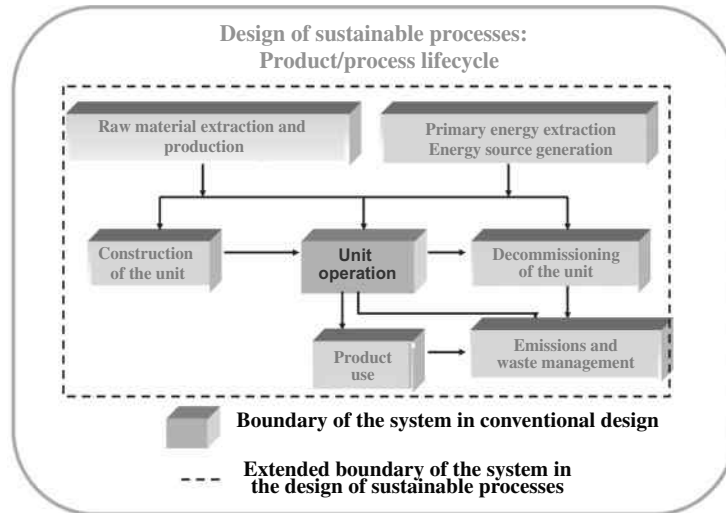 Design of sustainable processes:
Product/process lifecycle
Raw material extraction and
production
Primary energy extraction
Energy source generation
Construction
of the unit
Unit
operation
Decommissioning
of the unit
Product
use
Emissions and
waste management
Boundary of the system in conventional design
Extended boundary of the system in
the design of sustainable processes